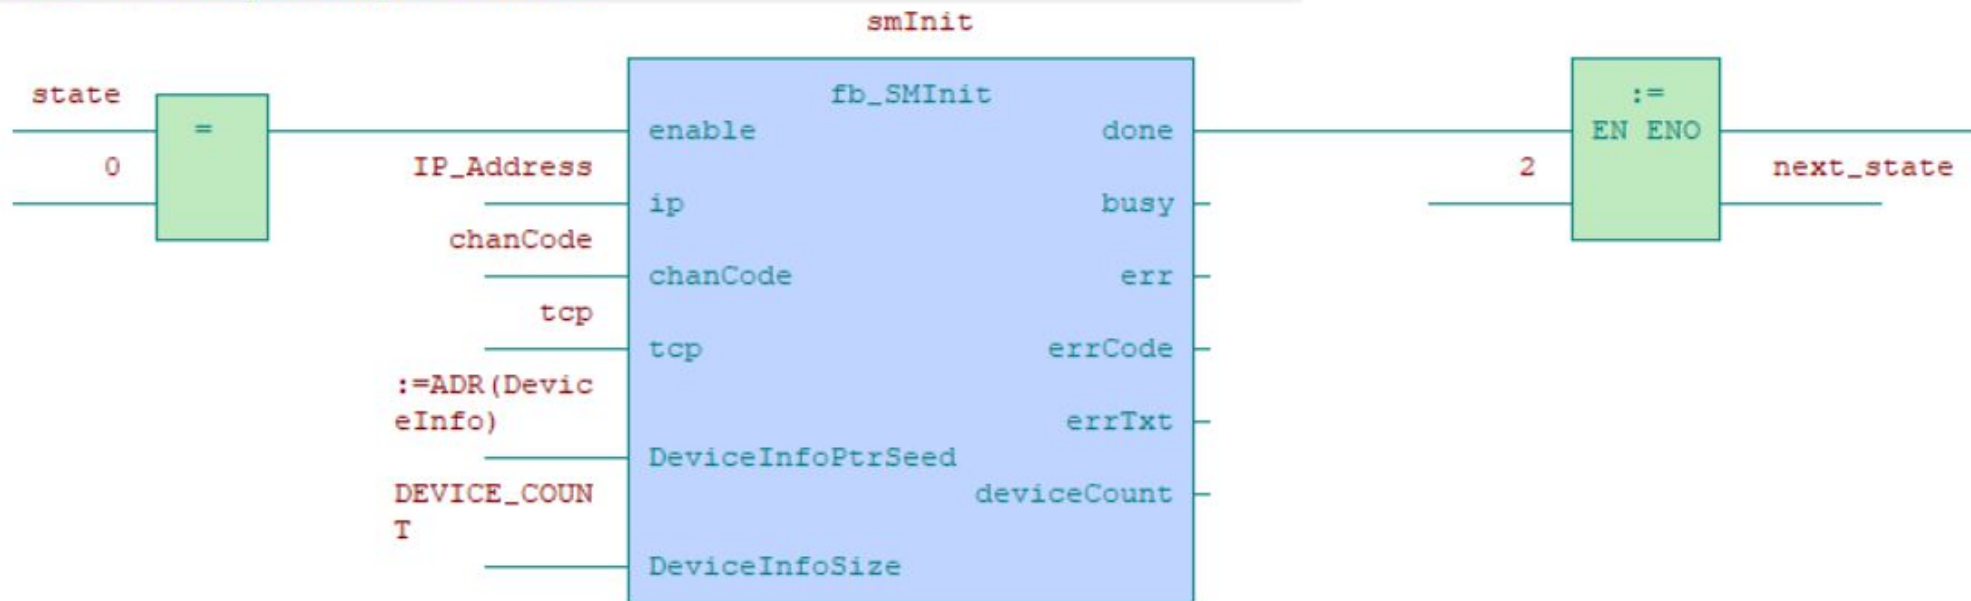 smInit
state
=
0
fb_SMInit
enable
done
:=
EN ENO
IP_Address
ip
busy
2
next_state
chanCode
chanCode
err
tcp
tcp
errCode
:=ADR(Devic
eInfo)
errTxt
DeviceInfoPtrSeed
DEVICE_COUN
T
deviceCount
DeviceInfoSize